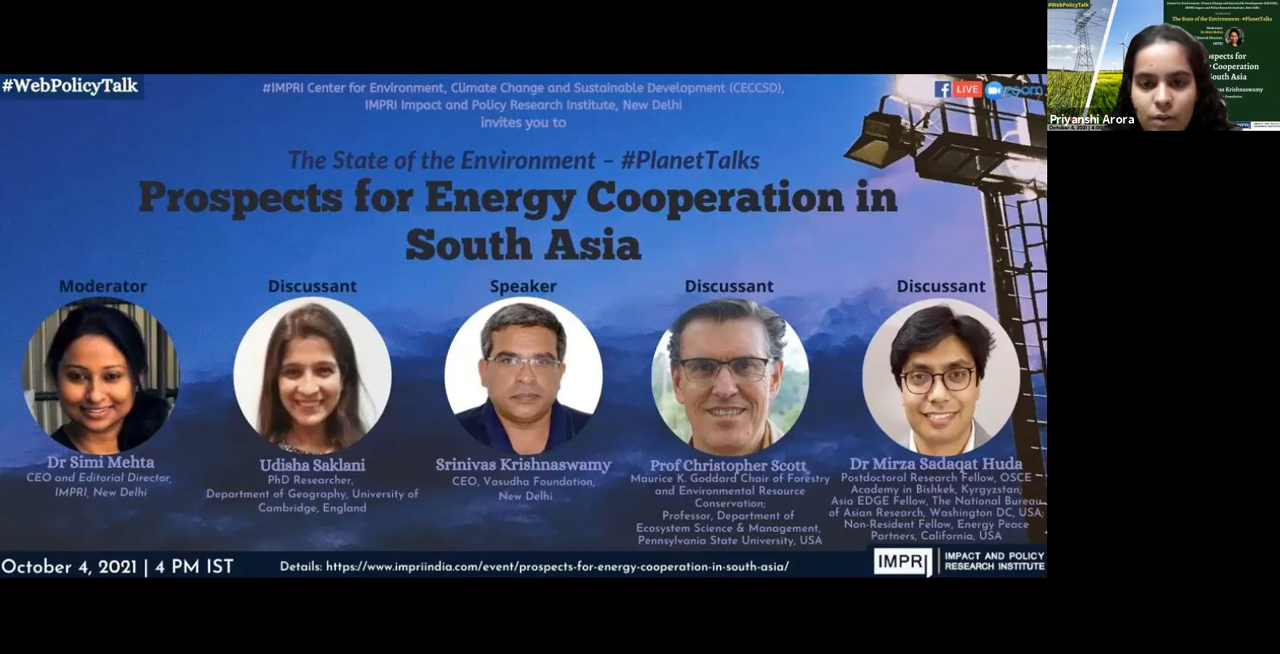 #WebPolicyTalk
#IMPRI Center for Environment, Climate Change and Sustainable Development (CECCSD),
IMPRI Impact and Policy Research Institute, New Delhi
invites you to
LIVE
zoom
The State of the Environment – #PlanetTalks
Prospects for Energy Cooperation in
South Asia
Moderator
Dr Simi Mehta
CEO and Editorial Director,
IMPRI, New Delhi
Discussant
Udisha Saklani
PhD Researcher,
Department of Geography, University of
Cambridge, England
Speaker
Srinivas Krishnaswamy
CEO, Vasudha Foundation,
New Delhi
Discussant
Prof Christopher Scott
Maurice K. Goddard Chair of Forestry
and Environmental Resource
Conservation;
Professor, Department of
Ecosystem Science & Management,
Pennsylvania State University, USA
Discussant
Dr Mirza Sadaqat Huda
Postdoctoral Research Fellow, OSCE
Academy in Bishkek, Kyrgyzstan;
Asia EDGE Fellow, The National Bureau
of Asian Research, Washington DC, USA;
Non-Resident Fellow, Energy Peace
Partners, California, USA
October 4, 2021 | 4 PM IST
Details: https://www.impriindia.com/event/prospects-for-energy-cooperation-in-south-asia/
IMPRI
IMPACT AND POLICY
RESEARCH INSTITUTE
#WebPolicyTalk
The State of the Environment- #PlanetTalks
Cooperation
outh Asia
Krishnaswamy
Priyanshi Arora
October 4, 2021 |